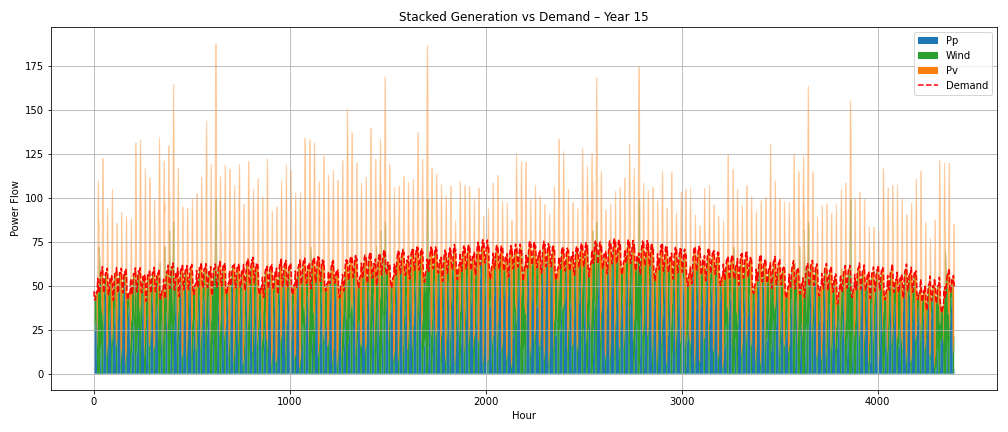 Stacked Generation vs Demand – Year 15
Pp
Wind
Pv
Demand
175
150
125
100
75
50
25
0
Power Flow
0 1000 2000 3000 4000
Hour